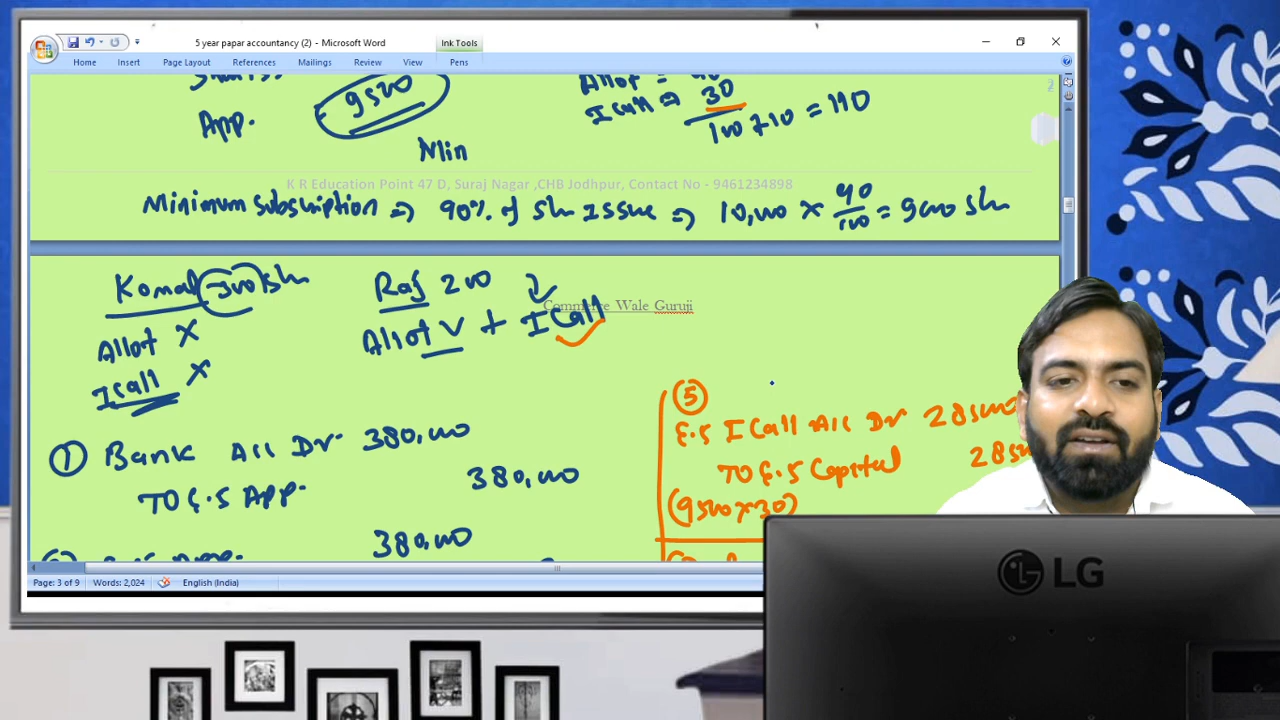 5 year papar accountancy (2) - Microsoft Word
Ink Tools
Home Insert Page Layout References Mailings Review View Pens
App. 9500
Allot =
I Call ⇒ 30
100+10 = 110
Min
K R Education Point 47 D, Suraj Nagar ,CHB Jodhpur, Contact No - 9461234898
Minimum Subscription ⇒ 90% of Sh Issue ⇒ 10,000 × 90/100 = 9000 Sh
Komal 300 Sh
Allot ×
I Call ×
Raj 200
Commerce Wale Guruji
Allot ✓ + I Call
① Bank A/c Dr. 380,000
To E.S App. 380,000
380,000
⑤
E.S I Call A/c Dr 285000
To E.S Capital
(9500×30)
Page: 3 of 9 Words: 2,024 English (India)
LG